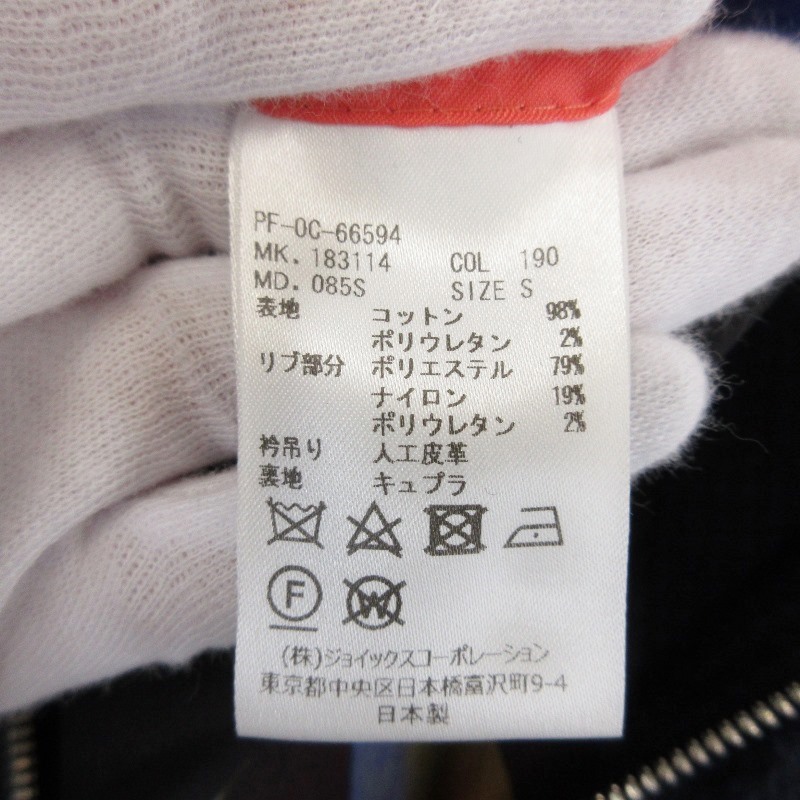 PF-OC-66594
MK. 183114 COL 190
MD. 085S SIZE S
表地 コットン 98%
ポリウレタン 2%
リブ部分 ポリエステル 79%
ナイロン 19%
ポリウレタン 2%
衿吊り 人工皮革
裏地 キュプラ
F W
(株)ジョイックスコーポレーション
東京都中央区日本橋富沢町9-4
日本製